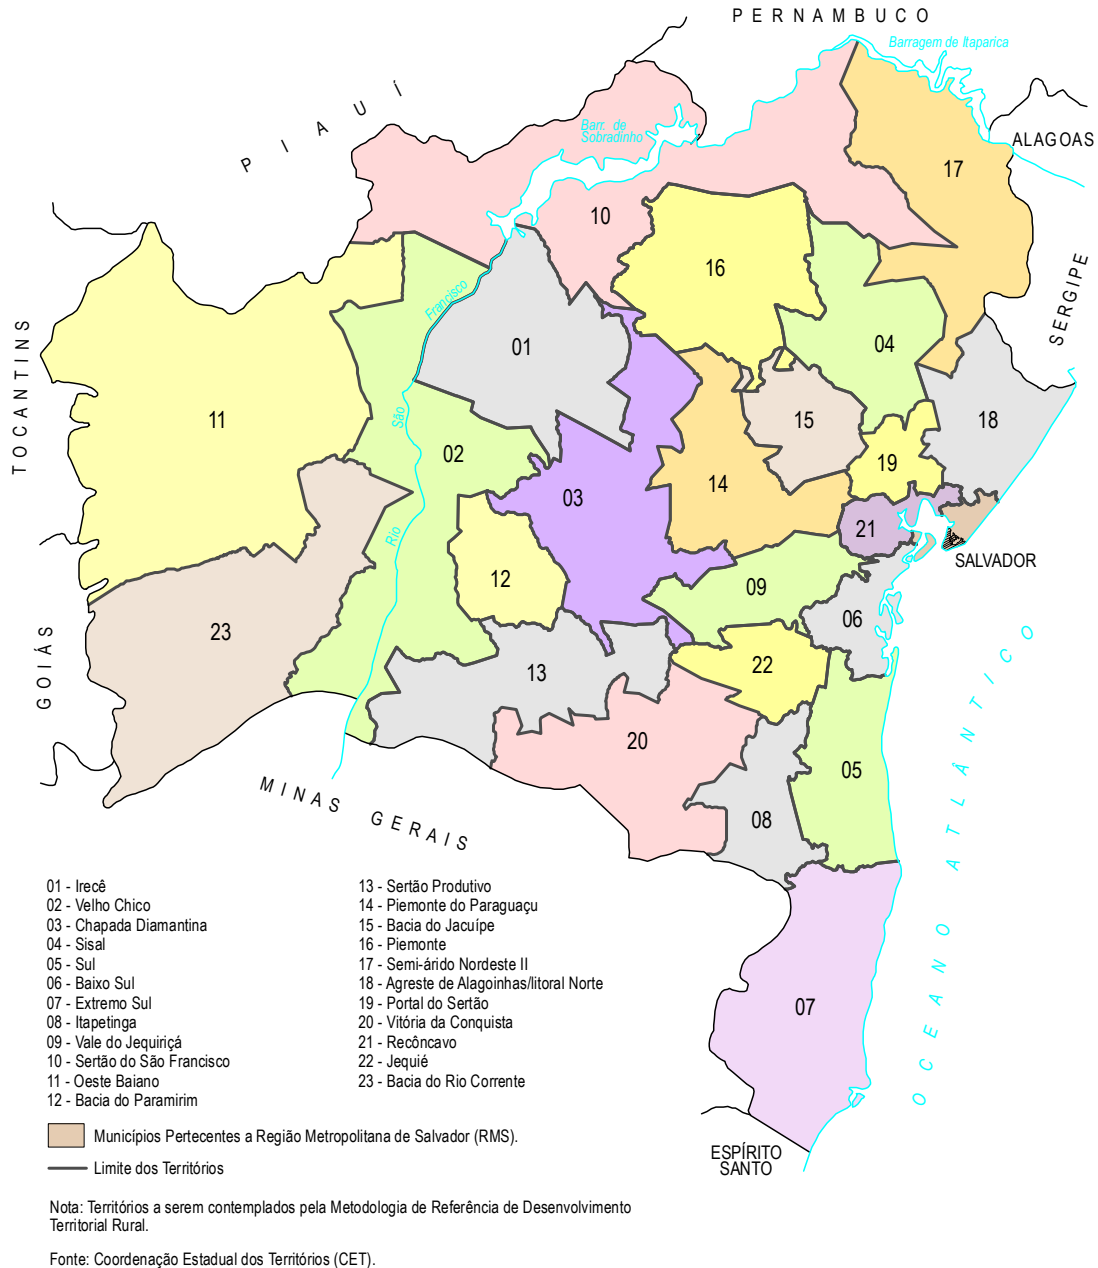 PERNAMBUCO
Barragem de Itaparica
PIAUÍ
Barr. de
Sobradinho
ALAGOAS
17
10
16
SERGIPE
Francisco
TOCANTINS
01
04
11
São
15
18
02
19
14
03
Rio
21
SALVADOR
12
09
06
23
GOIÁS
22
13
20
05
OCEANO ATLÂNTICO
MINAS GERAIS
08
07
ESPÍRITO
SANTO
01 - Irecê
02 - Velho Chico
03 - Chapada Diamantina
04 - Sisal
05 - Sul
06 - Baixo Sul
07 - Extremo Sul
08 - Itapetinga
09 - Vale do Jequiriçá
10 - Sertão do São Francisco
11 - Oeste Baiano
12 - Bacia do Paramirim
13 - Sertão Produtivo
14 - Piemonte do Paraguaçu
15 - Bacia do Jacuípe
16 - Piemonte
17 - Semi-árido Nordeste II
18 - Agreste de Alagoinhas/litoral Norte
19 - Portal do Sertão
20 - Vitória da Conquista
21 - Recôncavo
22 - Jequié
23 - Bacia do Rio Corrente
Municípios Pertecentes a Região Metropolitana de Salvador (RMS).
Limite dos Territórios
Nota: Territórios a serem contemplados pela Metodologia de Referência de Desenvolvimento
Territorial Rural.
Fonte: Coordenação Estadual dos Territórios (CET).